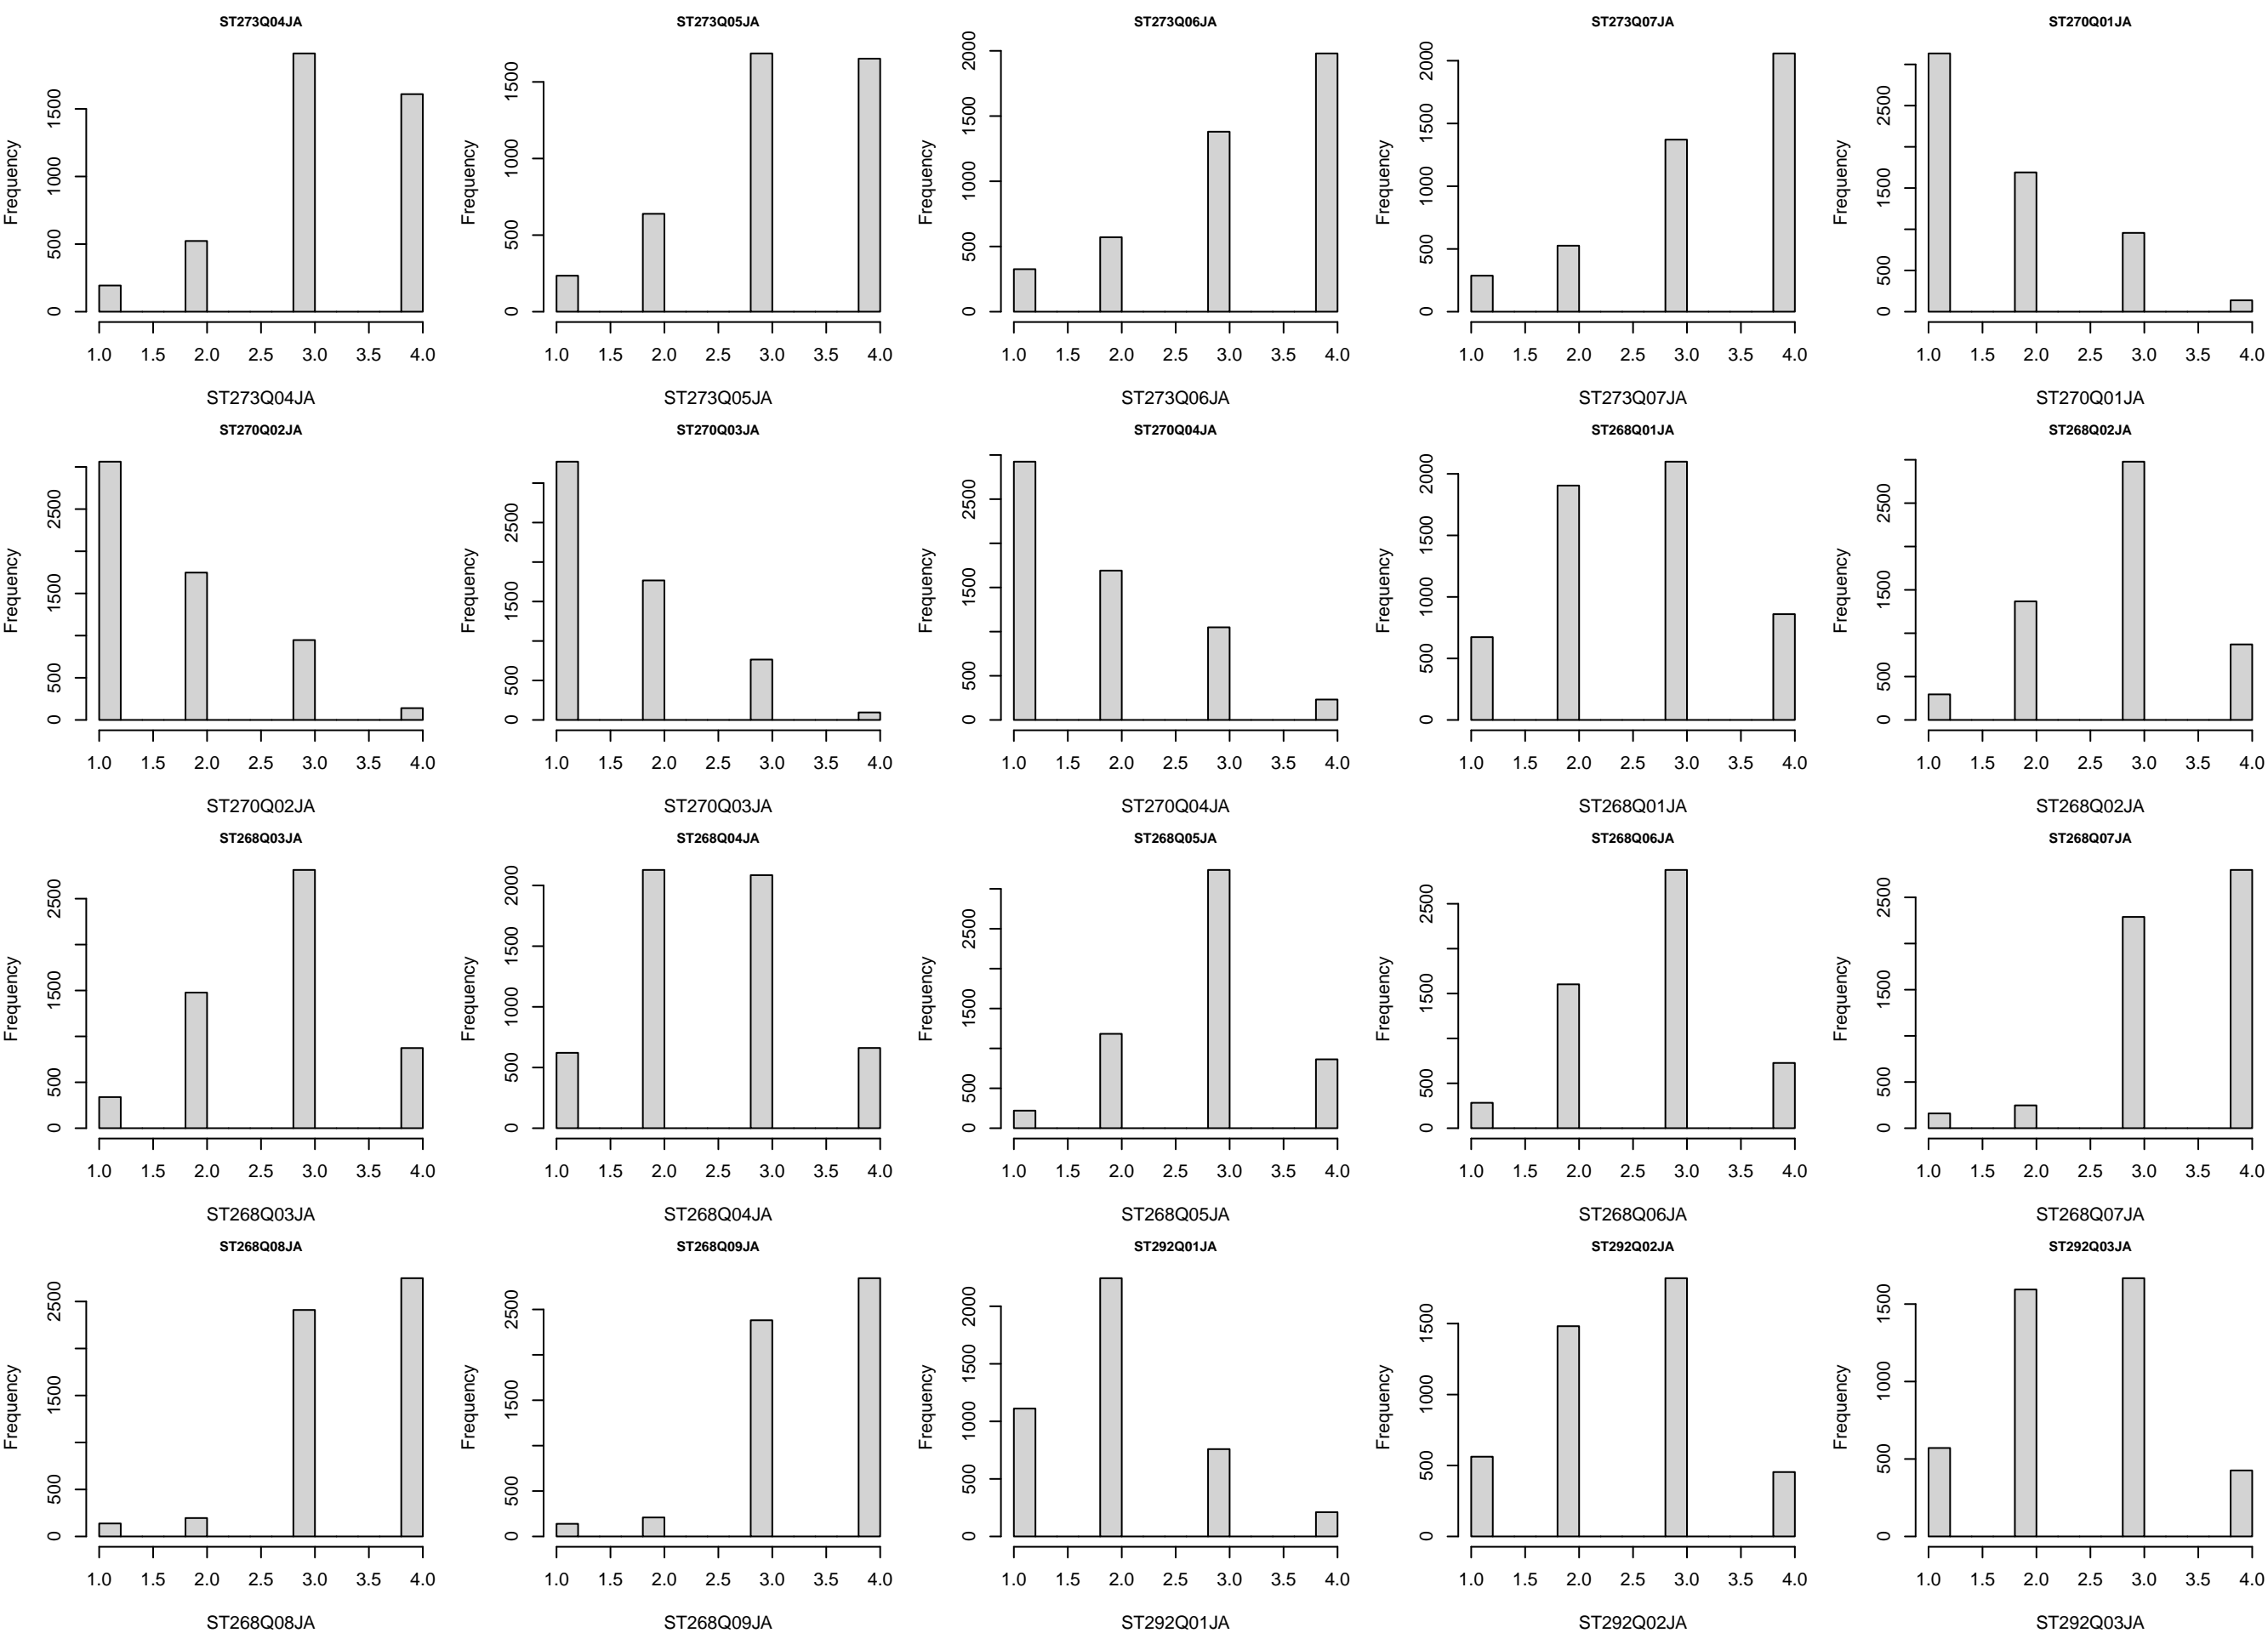 ST273Q04JA
Frequency
0 500 1000 1500
1.0 1.5 2.0 2.5 3.0 3.5 4.0
ST273Q04JA
ST273Q05JA
Frequency
0 500 1000 1500
1.0 1.5 2.0 2.5 3.0 3.5 4.0
ST273Q05JA
ST273Q06JA
Frequency
0 500 1000 1500 2000
1.0 1.5 2.0 2.5 3.0 3.5 4.0
ST273Q06JA
ST273Q07JA
Frequency
0 500 1000 1500 2000
1.0 1.5 2.0 2.5 3.0 3.5 4.0
ST273Q07JA
ST270Q01JA
Frequency
0 500 1500 2500
1.0 1.5 2.0 2.5 3.0 3.5 4.0
ST270Q01JA
ST270Q02JA
Frequency
0 500 1500 2500
1.0 1.5 2.0 2.5 3.0 3.5 4.0
ST270Q02JA
ST270Q03JA
Frequency
0 500 1500 2500
1.0 1.5 2.0 2.5 3.0 3.5 4.0
ST270Q03JA
ST270Q04JA
Frequency
0 500 1500 2500
1.0 1.5 2.0 2.5 3.0 3.5 4.0
ST270Q04JA
ST268Q01JA
Frequency
0 500 1000 1500 2000
1.0 1.5 2.0 2.5 3.0 3.5 4.0
ST268Q01JA
ST268Q02JA
Frequency
0 500 1500 2500
1.0 1.5 2.0 2.5 3.0 3.5 4.0
ST268Q02JA
ST268Q03JA
Frequency
0 500 1500 2500
1.0 1.5 2.0 2.5 3.0 3.5 4.0
ST268Q03JA
ST268Q04JA
Frequency
0 500 1000 1500 2000
1.0 1.5 2.0 2.5 3.0 3.5 4.0
ST268Q04JA
ST268Q05JA
Frequency
0 500 1500 2500
1.0 1.5 2.0 2.5 3.0 3.5 4.0
ST268Q05JA
ST268Q06JA
Frequency
0 500 1500 2500
1.0 1.5 2.0 2.5 3.0 3.5 4.0
ST268Q06JA
ST268Q07JA
Frequency
0 500 1500 2500
1.0 1.5 2.0 2.5 3.0 3.5 4.0
ST268Q07JA
ST268Q08JA
Frequency
0 500 1500 2500
1.0 1.5 2.0 2.5 3.0 3.5 4.0
ST268Q08JA
ST268Q09JA
Frequency
0 500 1500 2500
1.0 1.5 2.0 2.5 3.0 3.5 4.0
ST268Q09JA
ST292Q01JA
Frequency
0 500 1000 1500 2000
1.0 1.5 2.0 2.5 3.0 3.5 4.0
ST292Q01JA
ST292Q02JA
Frequency
0 500 1000 1500
1.0 1.5 2.0 2.5 3.0 3.5 4.0
ST292Q02JA
ST292Q03JA
Frequency
0 500 1000 1500
1.0 1.5 2.0 2.5 3.0 3.5 4.0
ST292Q03JA